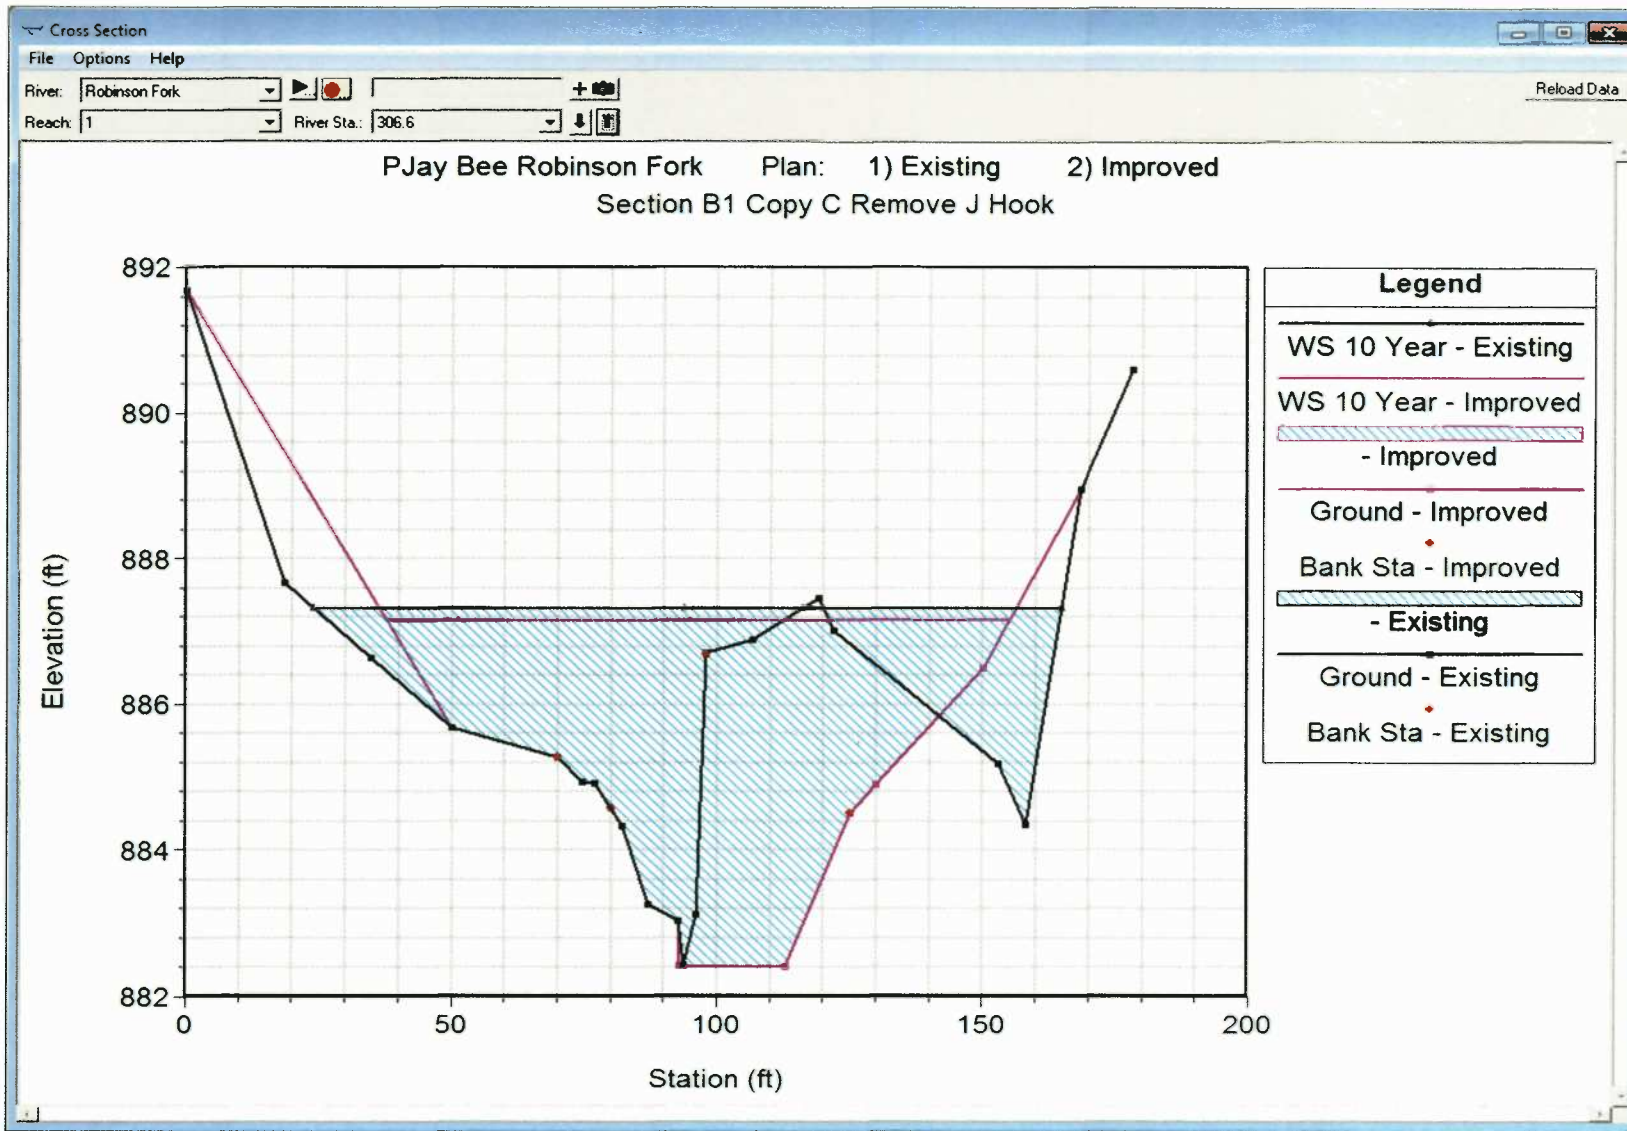 Cross Section
File Options Help
River: Robinson Fork
Reload Data
Reach: 1 River Sta.: 306.6
PJay Bee Robinson Fork Plan: 1) Existing 2) Improved
Section B1 Copy C Remove J Hook
892
890
888
886
884
882
0 50 100 150 200
Elevation (ft)
Station (ft)
Legend
WS 10 Year - Existing
WS 10 Year - Improved
- Improved
Ground - Improved
Bank Sta - Improved
- Existing
Ground - Existing
Bank Sta - Existing